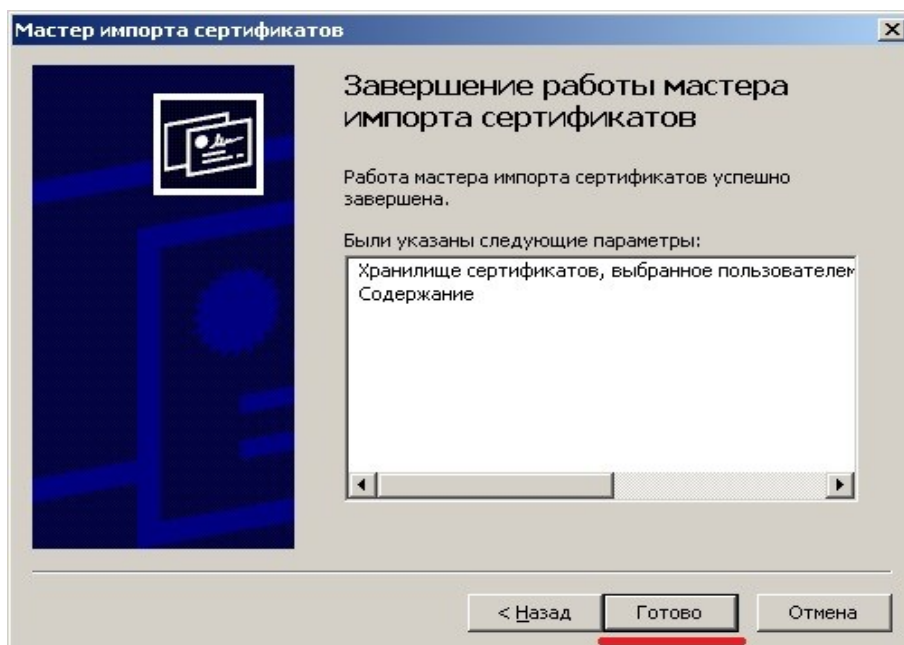 Мастер импорта сертификатов
Завершение работы мастера
импорта сертификатов
Работа мастера импорта сертификатов успешно
завершена.
Были указаны следующие параметры:
Хранилище сертификатов, выбранное пользователем
Содержание
< Назад
Готово
Отмена